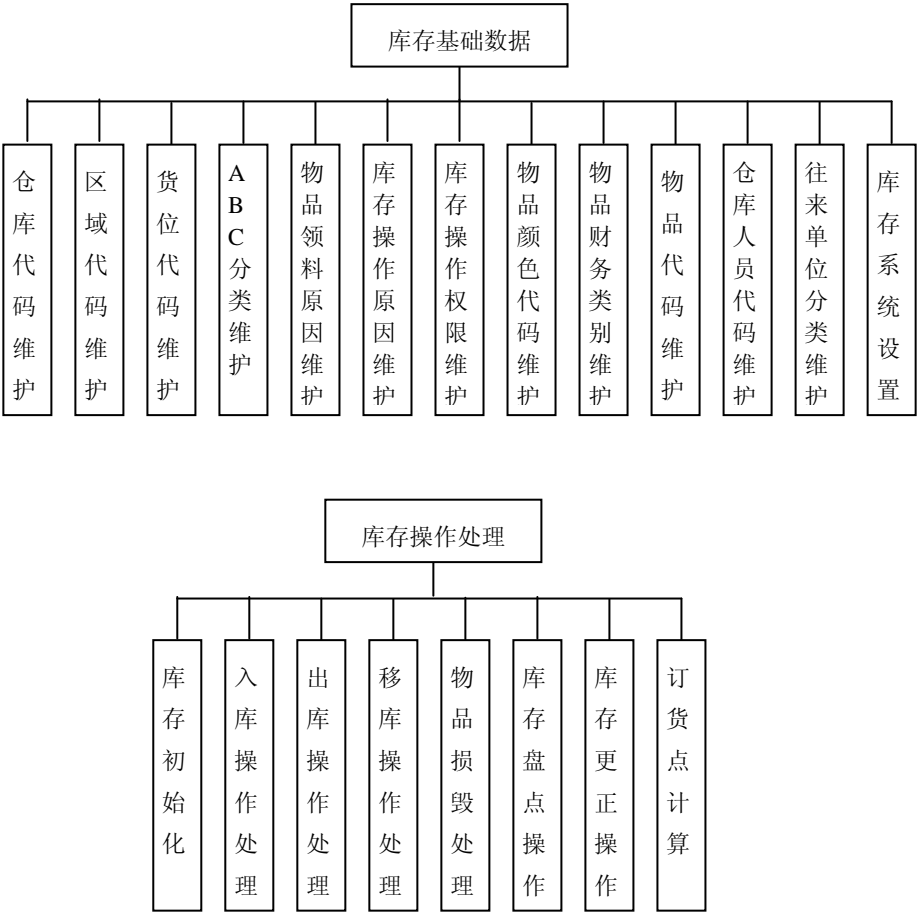 库存基础数据
仓库代码维护
区域代码维护
货位代码维护
ABC分类维护
物品领料原因维护
库存操作原因维护
库存操作权限维护
物品颜色代码维护
物品财务类别维护
物品代码维护
仓库人员代码维护
往来单位分类维护
库存系统设置
库存操作处理
库存初始化
入库操作处理
出库操作处理
移库操作处理
物品损毁处理
库存盘点操作
库存更正操作
订货点计算